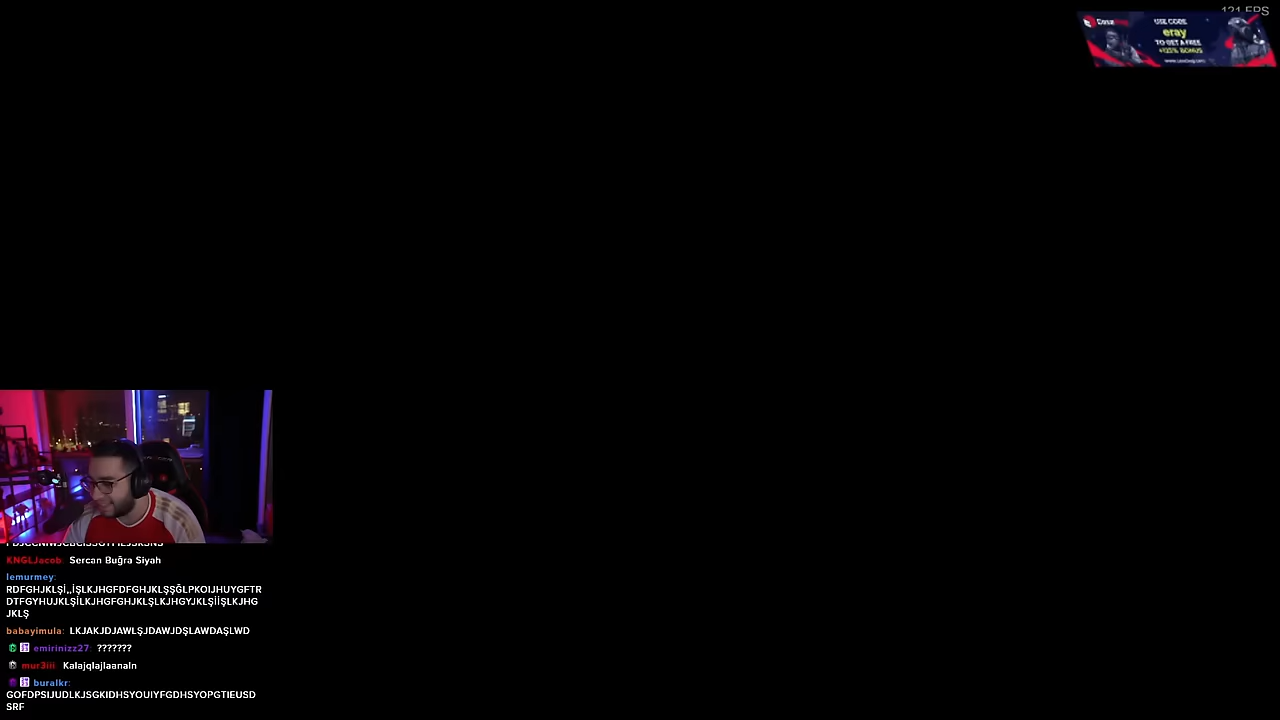 121 FPS
USE CODE
eray
TO GET A FREE
BONUS
KNGLJacob: Sercan Buğra Siyah
lemurmey:
RDFGHJKLŞİ,,İŞLKJHGFDFGHJKLŞŞĞLPKOIJHUYGFTR
DTFGYHUJKLŞİLKJHGFGHJKLŞLKJHGYJKLŞİİŞLKJHG
JKLŞ
babayimula: LKJAKJDJAWLŞJDAWJDŞLAWDAŞLWD
emirinizz27: ???????
mur3iii: Kalajqlajlaanaln
buralkr:
GOFDPSIJUDLKJSGKIDHSYOUIYFGDHSYOPGTIEUSD
SRF